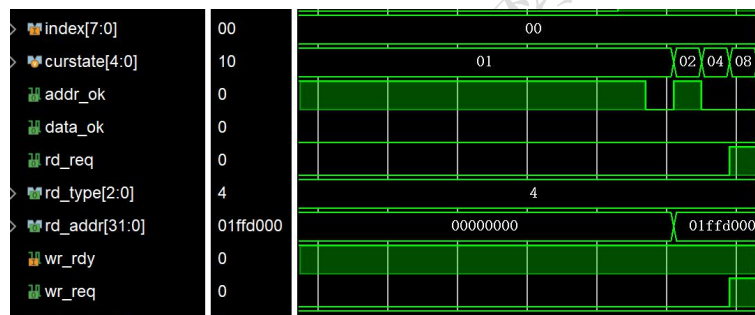 index[7:0] 00 00
curstate[4:0] 10 01 02 04 08
addr_ok 0
data_ok 0
rd_req 0
rd_type[2:0] 4 4
rd_addr[31:0] 01ffd000 00000000 01ffd000
wr_rdy 0
wr_req 0